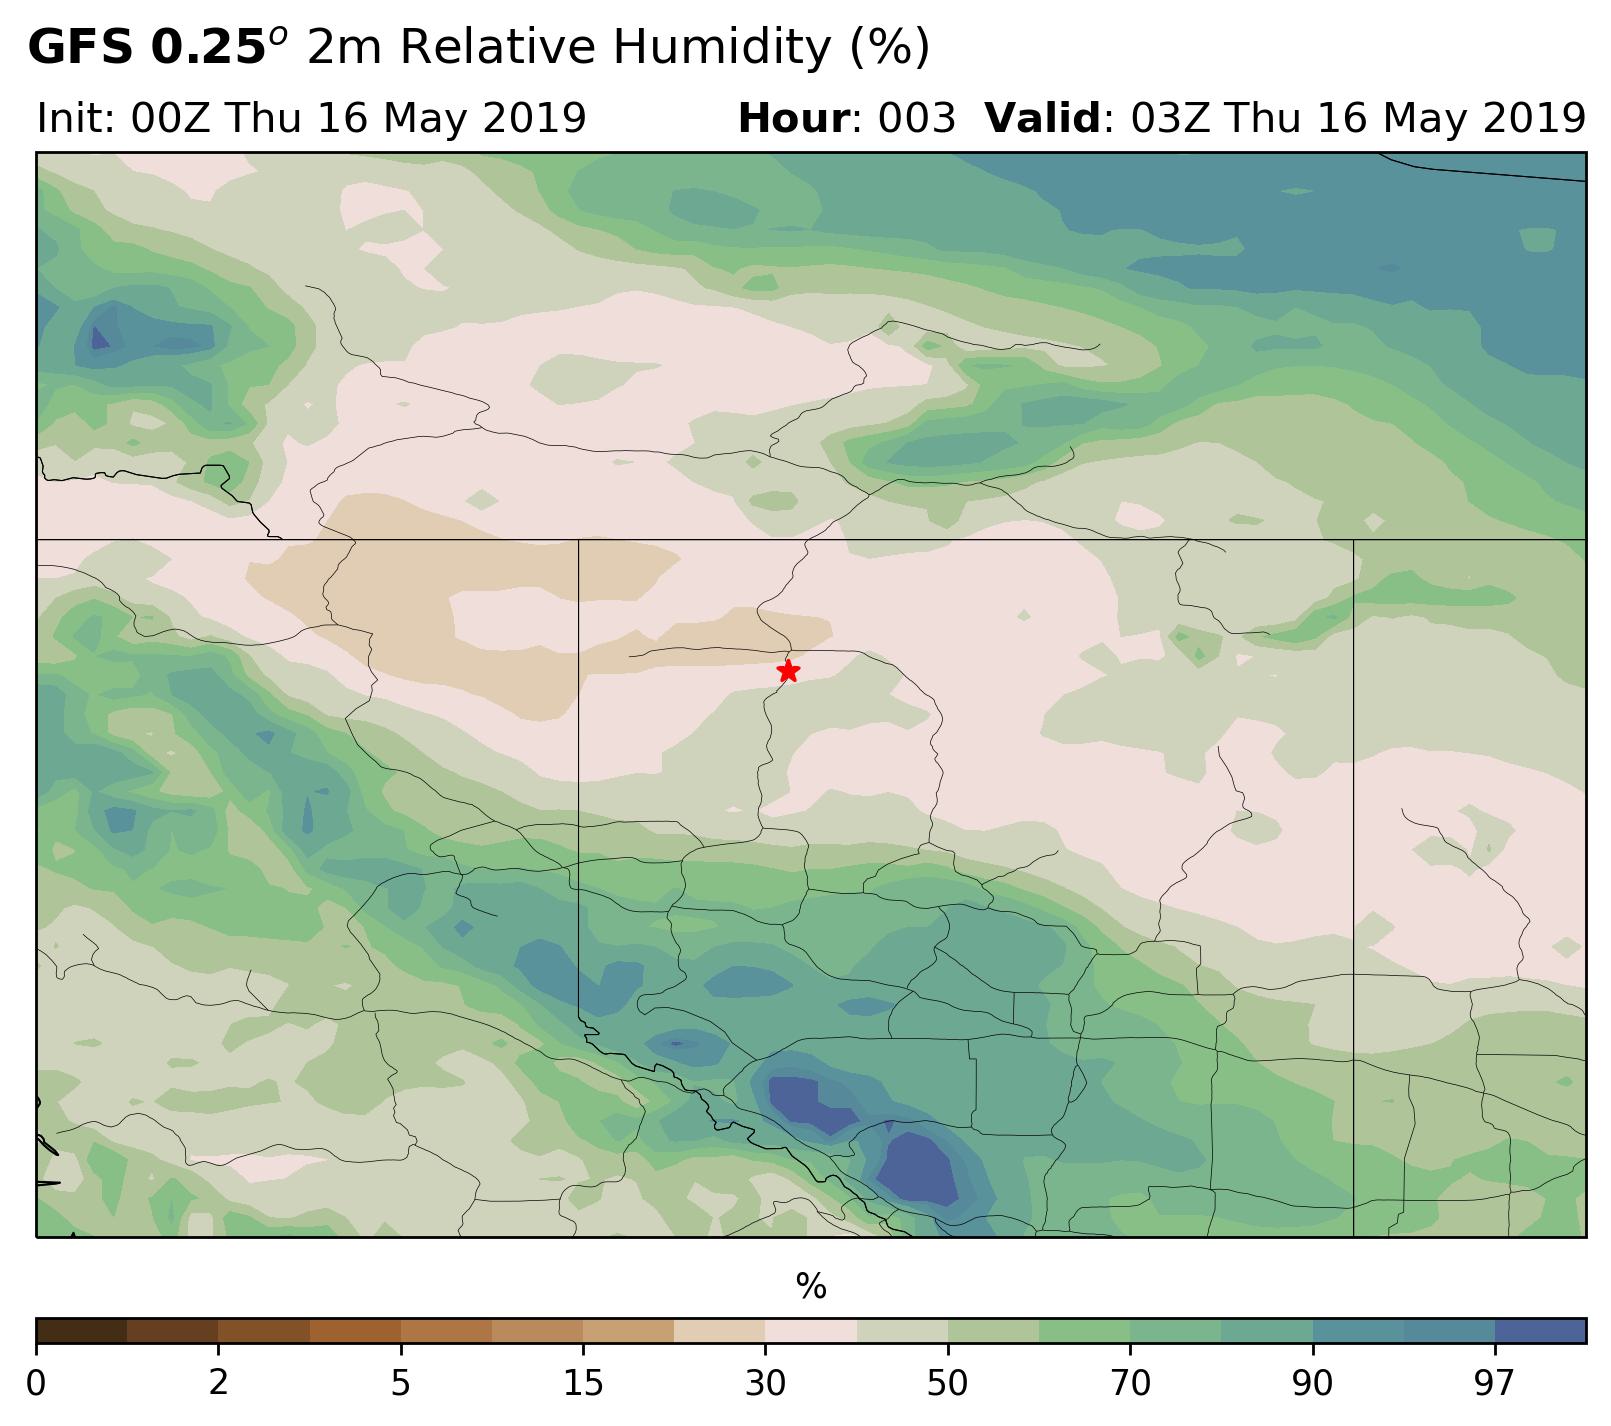 GFS 0.25° 2m Relative Humidity (%)
Init: 00Z Thu 16 May 2019 Hour: 003 Valid: 03Z Thu 16 May 2019
%
0 2 5 15 30 50 70 90 97